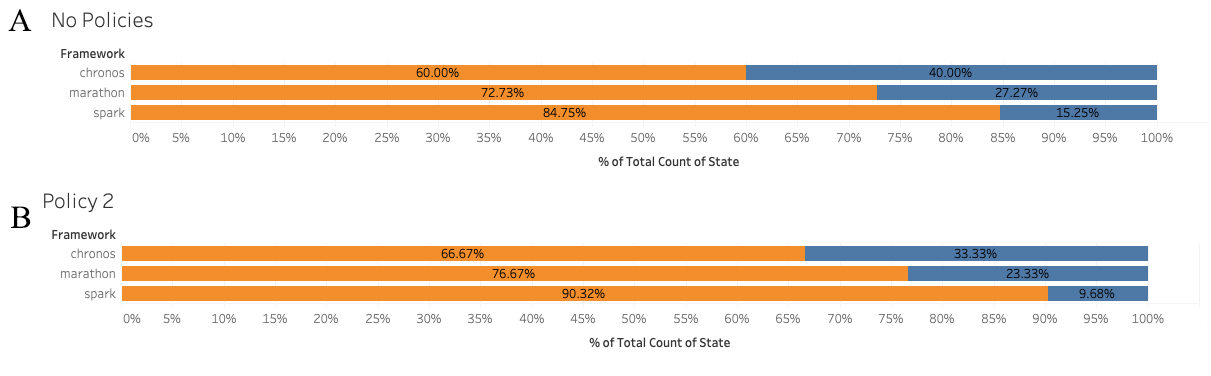 A No Policies
Framework
chronos 60.00% 40.00%
marathon 72.73% 27.27%
spark 84.75% 15.25%
0% 5% 10% 15% 20% 25% 30% 35% 40% 45% 50% 55% 60% 65% 70% 75% 80% 85% 90% 95% 100%
% of Total Count of State
B Policy 2
Framework
chronos 66.67% 33.33%
marathon 76.67% 23.33%
spark 90.32% 9.68%
0% 5% 10% 15% 20% 25% 30% 35% 40% 45% 50% 55% 60% 65% 70% 75% 80% 85% 90% 95% 100%
% of Total Count of State